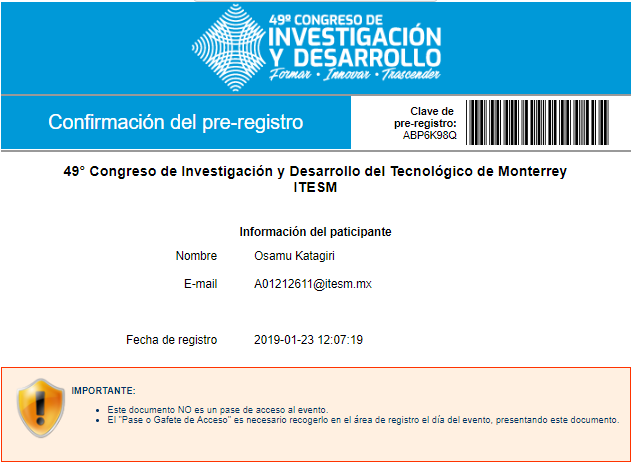 49º CONGRESO DE
INVESTIGACIÓN
Y DESARROLLO
Formar • Innovar • Trascender
Confirmación del pre-registro
Clave de
pre-registro:
ABP6K98Q
49° Congreso de Investigación y Desarrollo del Tecnológico de Monterrey
ITESM
Información del paticipante
Nombre Osamu Katagiri
E-mail A01212611@itesm.mx
Fecha de registro 2019-01-23 12:07:19
IMPORTANTE:
• Este documento NO es un pase de acceso al evento.
• El "Pase o Gafete de Acceso" es necesario recogerlo en el área de registro el día del evento, presentando este documento.